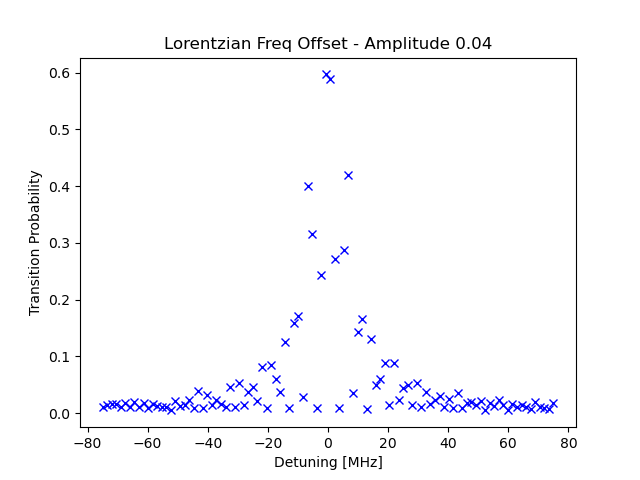 Lorentzian Freq Offset - Amplitude 0.04
0.6
0.5
0.4
0.3
0.2
0.1
0.0
Transition Probability
−80 −60 −40 −20 0 20 40 60 80
Detuning [MHz]